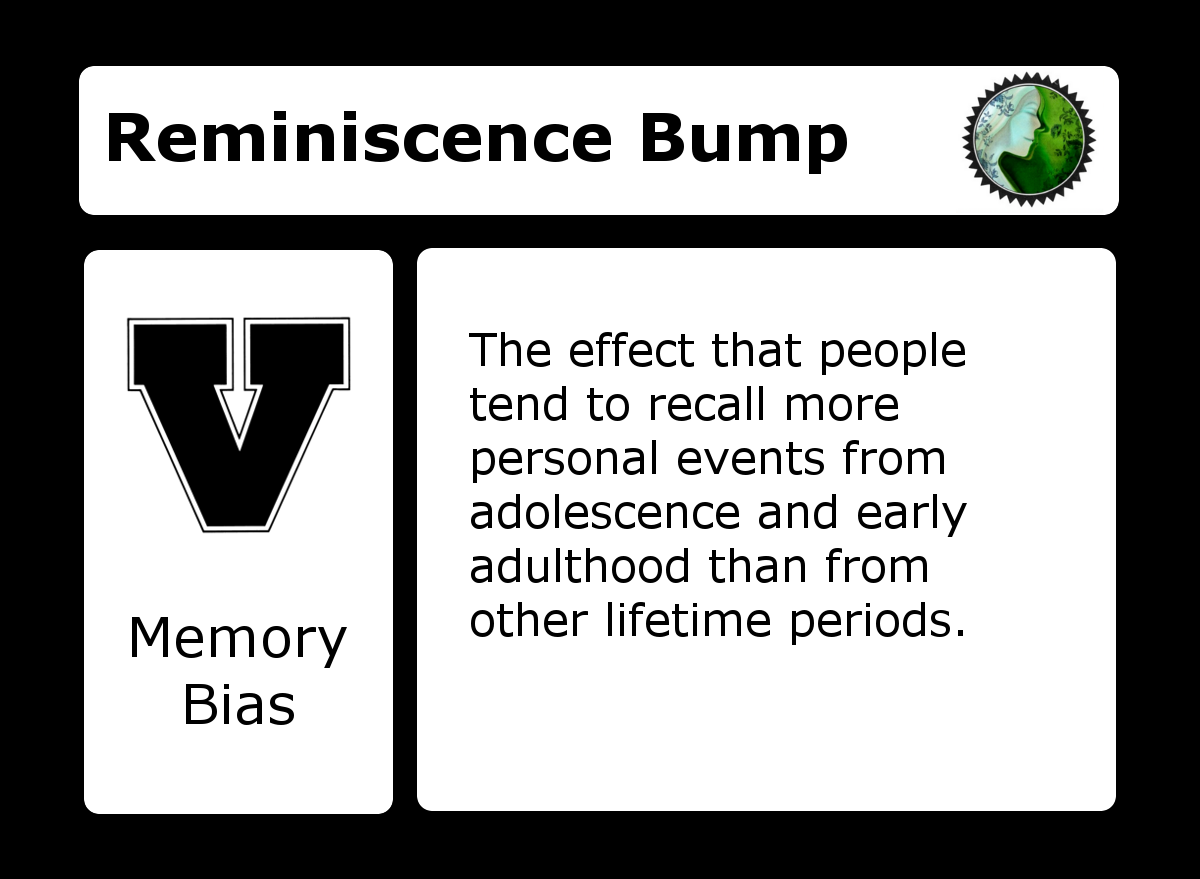 Reminiscence Bump
V
Memory
Bias
The effect that people
tend to recall more
personal events from
adolescence and early
adulthood than from
other lifetime periods.